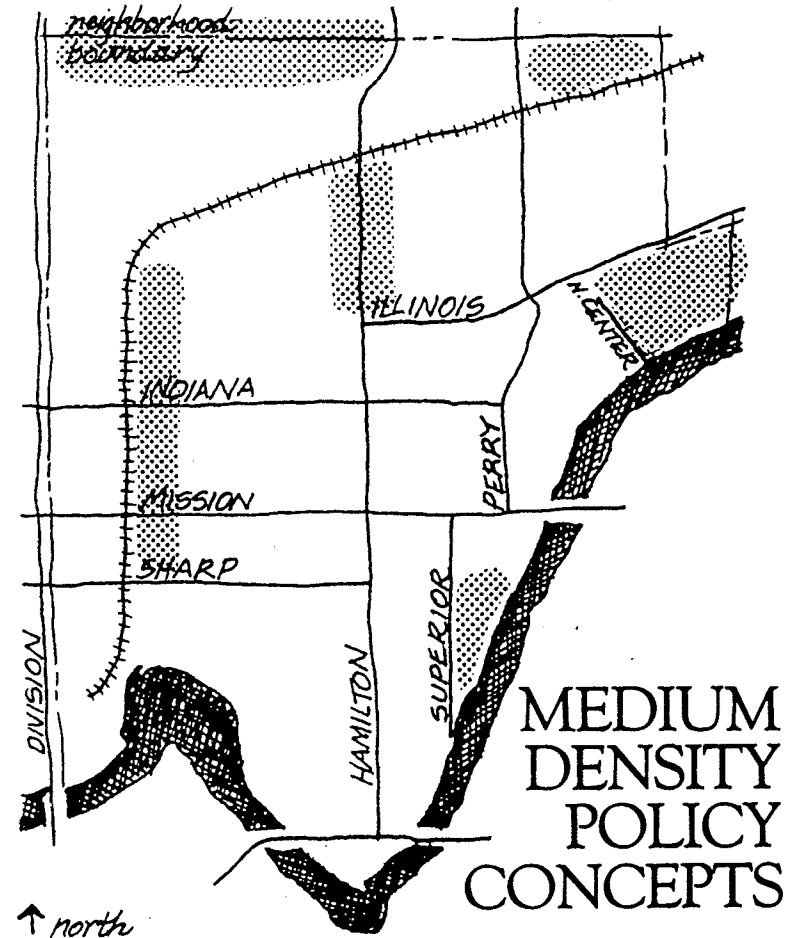 neighborhood
boundary
ILLINOIS
N CENTER
INDIANA
PERRY
MISSION
SHARP
SUPERIOR
DIVISION
HAMILTON
MEDIUM
DENSITY
POLICY
CONCEPTS
↑ north